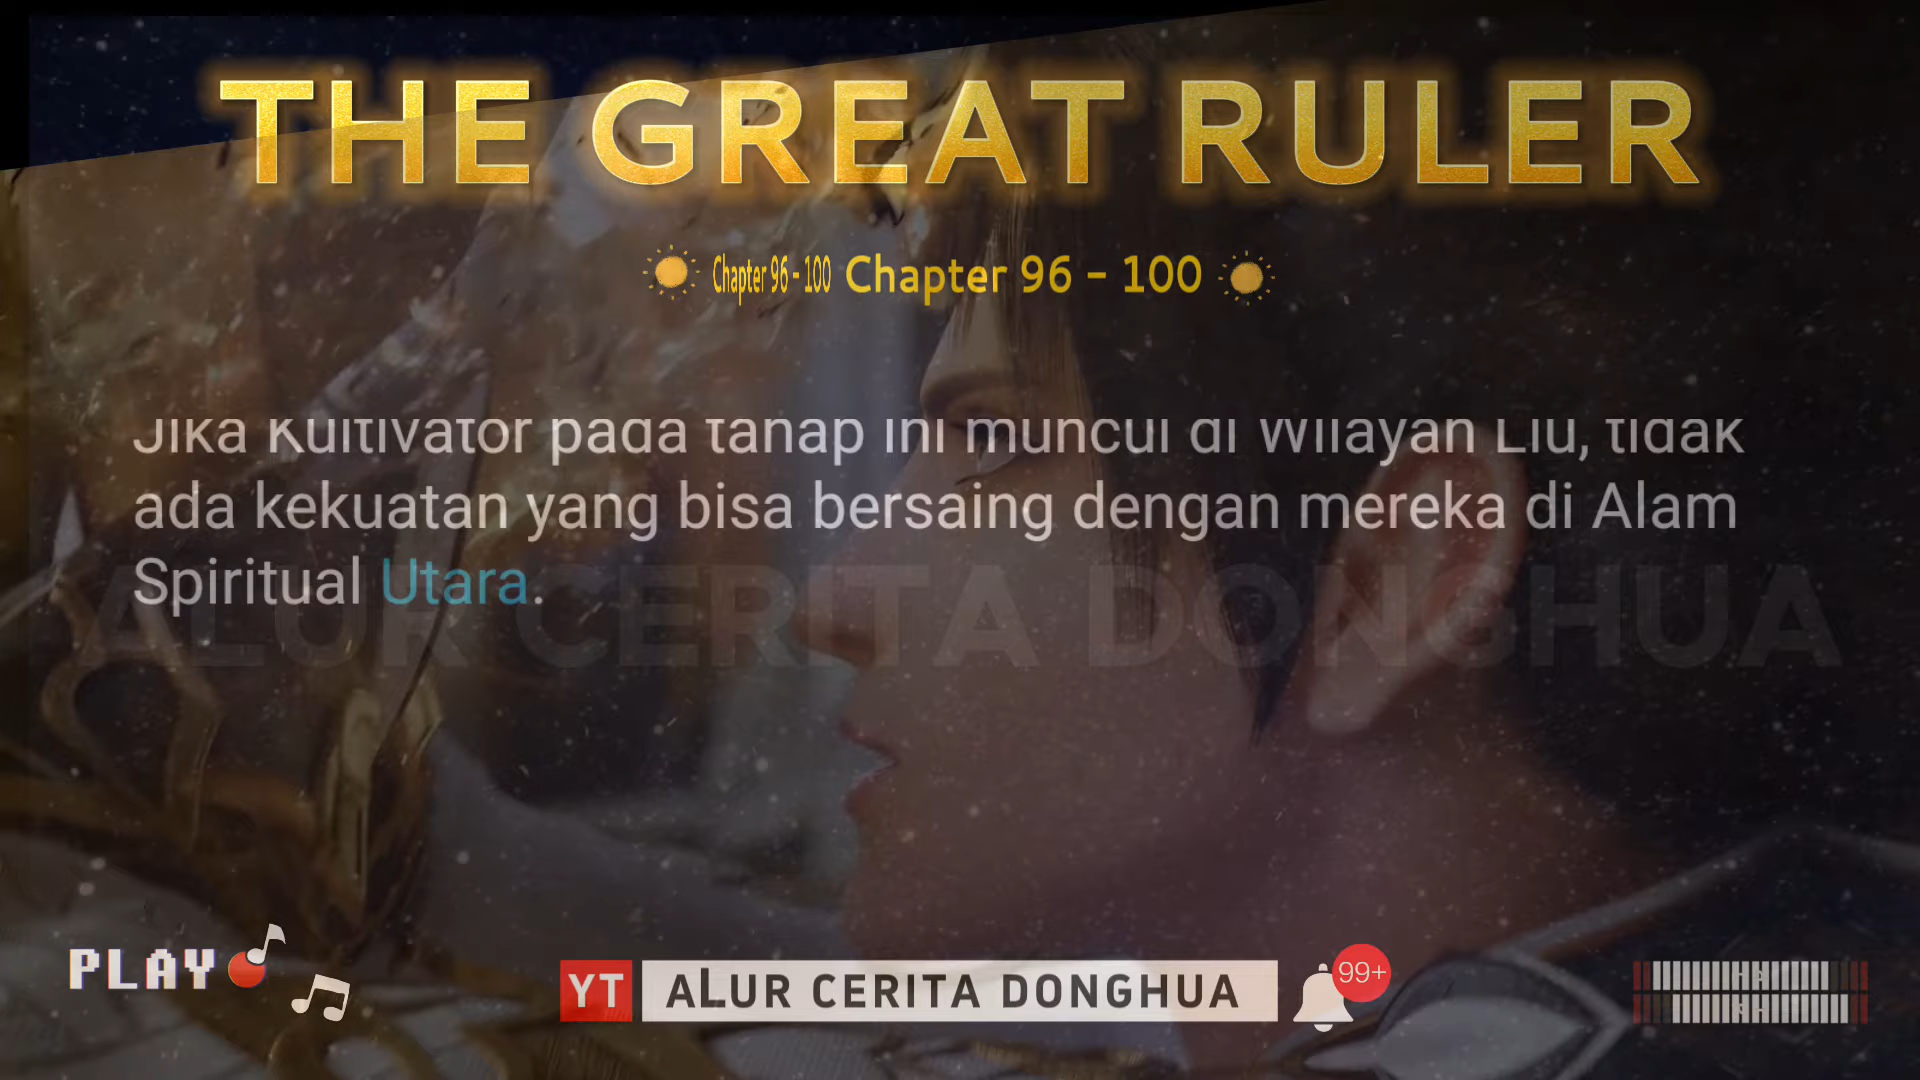 THE GREAT RULER
Chapter 96 - 100 Chapter 96 - 100
Jika Kultivator pada tahap ini muncul di Wilayah Liu, tidak
ada kekuatan yang bisa bersaing dengan mereka di Alam
Spiritual Utara.
ALUR CERITA DONGHUA
PLAY
YT ALUR CERITA DONGHUA
99+